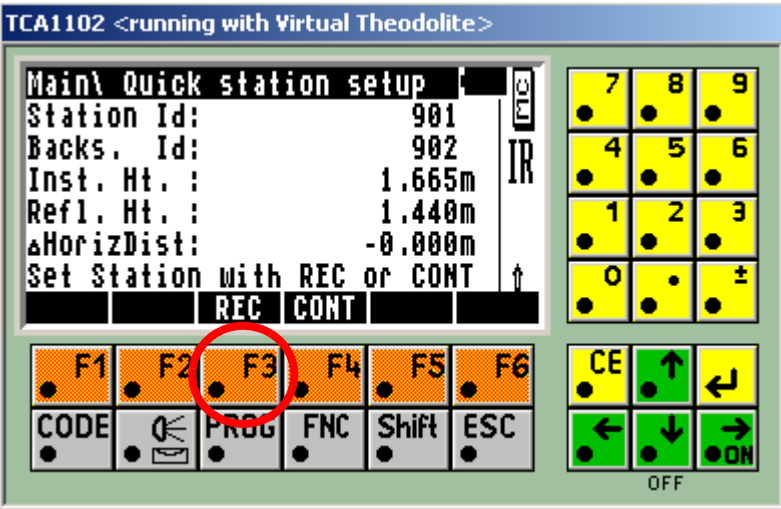 TCA1102 <running with Virtual Theodolite>
Main\ Quick station setup
MC
Station Id: 901
Backs. Id: 902
IR
Inst. Ht. : 1.665m
Refl. Ht. : 1.440m
△HorizDist: -0.000m
Set Station with REC or CONT ⇑
REC CONT
7 8 9
4 5 6
1 2 3
0 . ±
F1 F2 F3 F4 F5 F6
CE ↑ ↵
CODE PROG FNC Shift ESC
← ↓ → ON
OFF